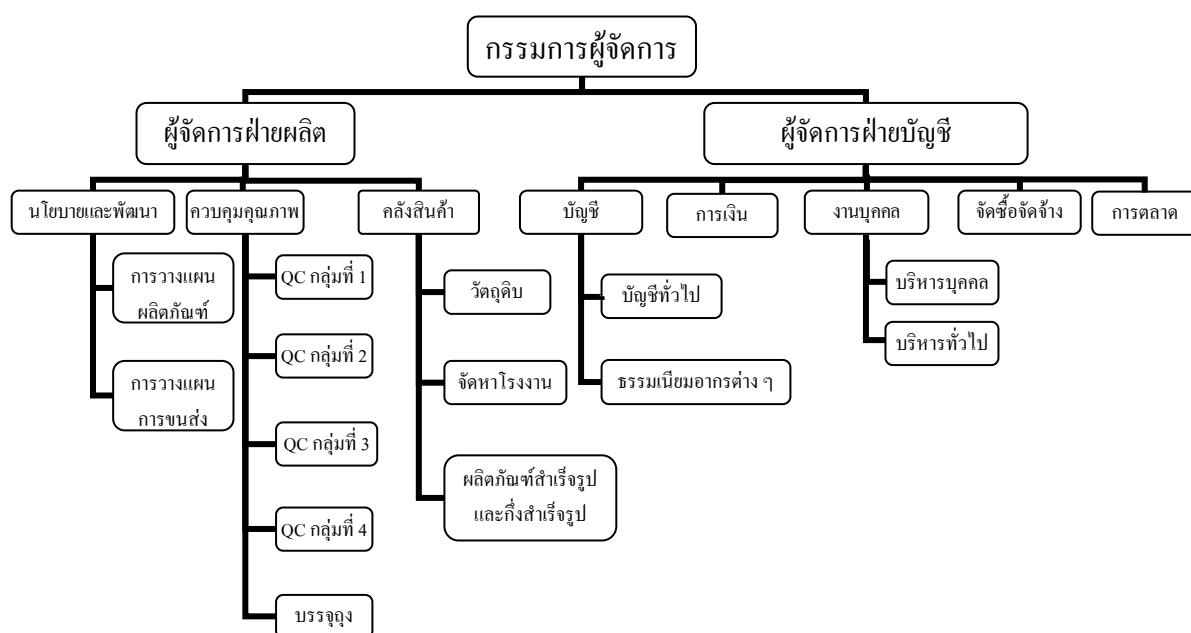 กรรมการผู้จัดการ
ผู้จัดการฝ่ายผลิต
ผู้จัดการฝ่ายบัญชี
นโยบายและพัฒนา
ควบคุมคุณภาพ
คลังสินค้า
บัญชี
การเงิน
งานบุคคล
จัดซื้อจัดจ้าง
การตลาด
การวางแผน
ผลิตภัณฑ์
การวางแผน
การขนส่ง
QC กลุ่มที่ 1
QC กลุ่มที่ 2
QC กลุ่มที่ 3
QC กลุ่มที่ 4
บรรจุถุง
วัตถุดิบ
จัดหาโรงงาน
ผลิตภัณฑ์สำเร็จรูป
และกึ่งสำเร็จรูป
บัญชีทั่วไป
ธรรมเนียมอากรต่าง ๆ
บริหารบุคคล
บริหารทั่วไป